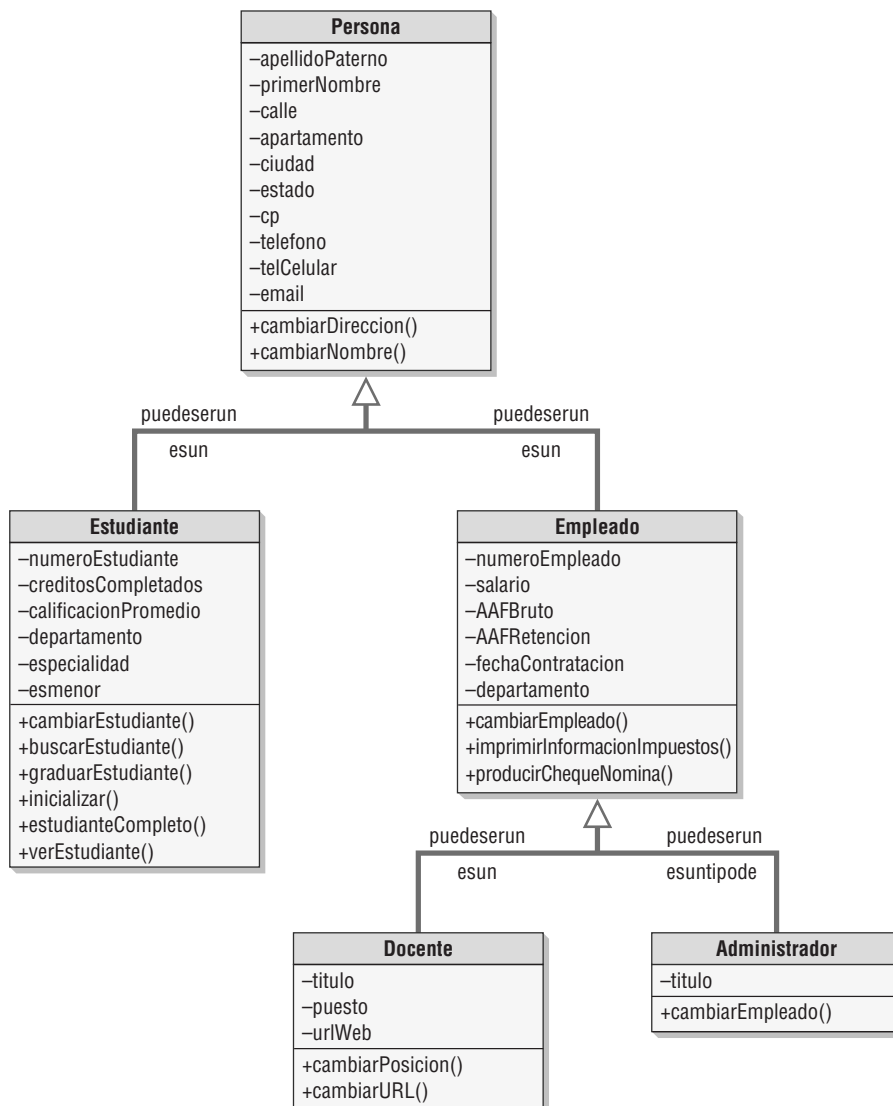 Persona
–apellidoPaterno
–primerNombre
–calle
–apartamento
–ciudad
–estado
–cp
–telefono
–telCelular
–email
+cambiarDireccion()
+cambiarNombre()
puedeserun
puedeserun
esun
esun
Estudiante
–numeroEstudiante
–creditosCompletados
–calificacionPromedio
–departamento
–especialidad
–esmenor
+cambiarEstudiante()
+buscarEstudiante()
+graduarEstudiante()
+inicializar()
+estudianteCompleto()
+verEstudiante()
Empleado
–numeroEmpleado
–salario
–AAFBruto
–AAFRetencion
–fechaContratacion
–departamento
+cambiarEmpleado()
+imprimirInformacionImpuestos()
+producirChequeNomina()
puedeserun
puedeserun
esun
esuntipode
Docente
–titulo
–puesto
–urlWeb
+cambiarPosicion()
+cambiarURL()
Administrador
–titulo
+cambiarEmpleado()